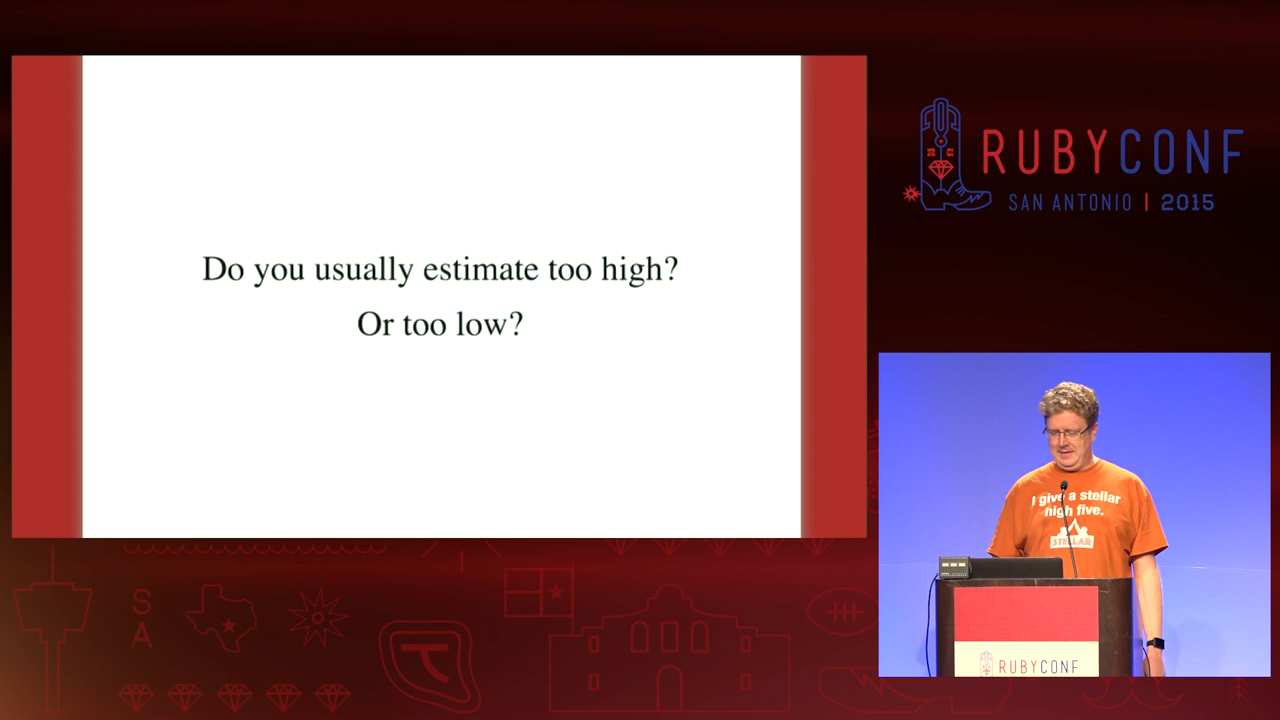 Do you usually estimate too high?
Or too low?
RUBYCONF
SAN ANTONIO | 2015
I give a stellar
high five.
STELLAR
RUBYCONF
S
A